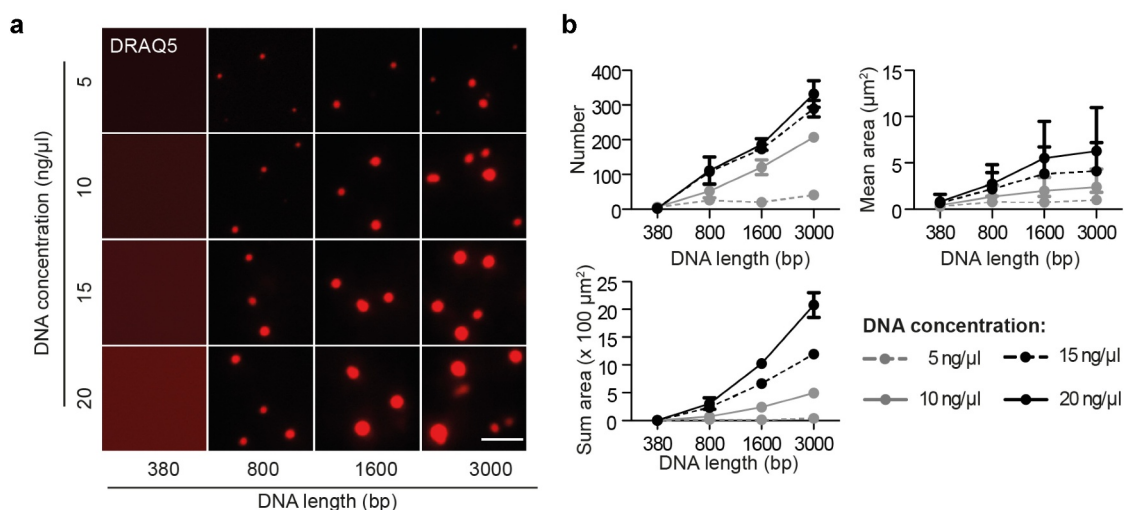 a
DRAQ5
DNA concentration (ng/µl)
5
10
15
20
380 800 1600 3000
DNA length (bp)
b
Number
400
300
200
100
0
380 800 1600 3000
DNA length (bp)
Mean area (µm²)
15
10
5
0
380 800 1600 3000
DNA length (bp)
Sum area (x 100 µm²)
25
20
15
10
5
0
380 800 1600 3000
DNA length (bp)
DNA concentration:
5 ng/µl 15 ng/µl
10 ng/µl 20 ng/µl